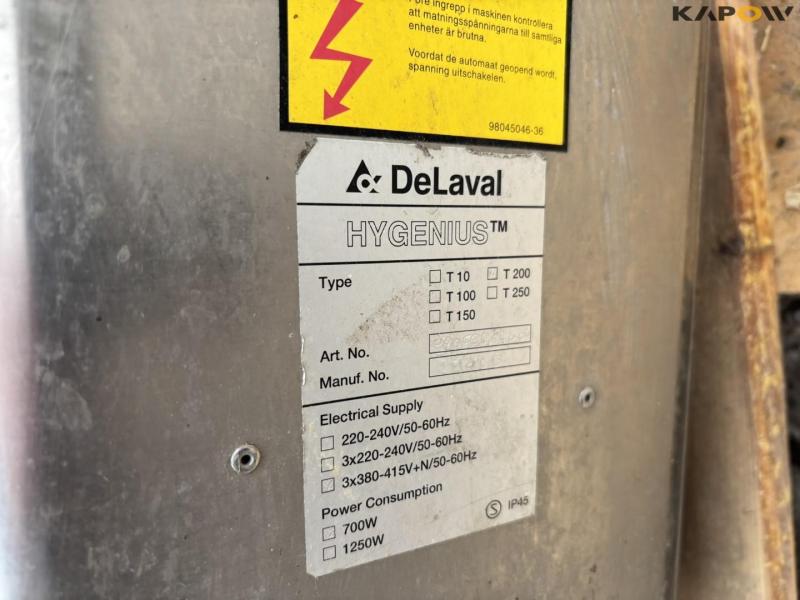 KAPOW
Före ingrepp i maskinen kontrollera
att matningsspänningarna till samtliga
enheter är brutna.
Voordat de automaat geopend wordt,
spanning uitschakelen.
98045046-36
DeLaval
HYGENIUS™
Type
T 10
T 200
T 100
T 250
T 150
Art. No.
Manuf. No.
Electrical Supply
220-240V/50-60Hz
3x220-240V/50-60Hz
3x380-415V+N/50-60Hz
Power Consumption
700W
1250W
S IP45